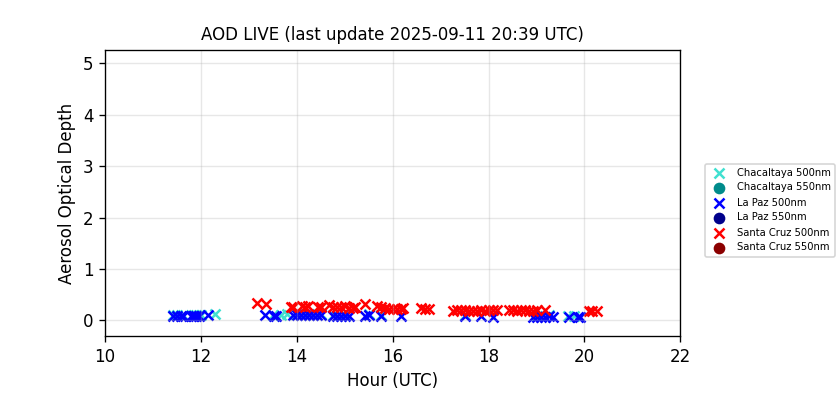 AOD LIVE (last update 2025-09-11 20:39 UTC)
Aerosol Optical Depth
5
4
3
2
1
0
10 12 14 16 18 20 22
Hour (UTC)
Chacaltaya 500nm
Chacaltaya 550nm
La Paz 500nm
La Paz 550nm
Santa Cruz 500nm
Santa Cruz 550nm